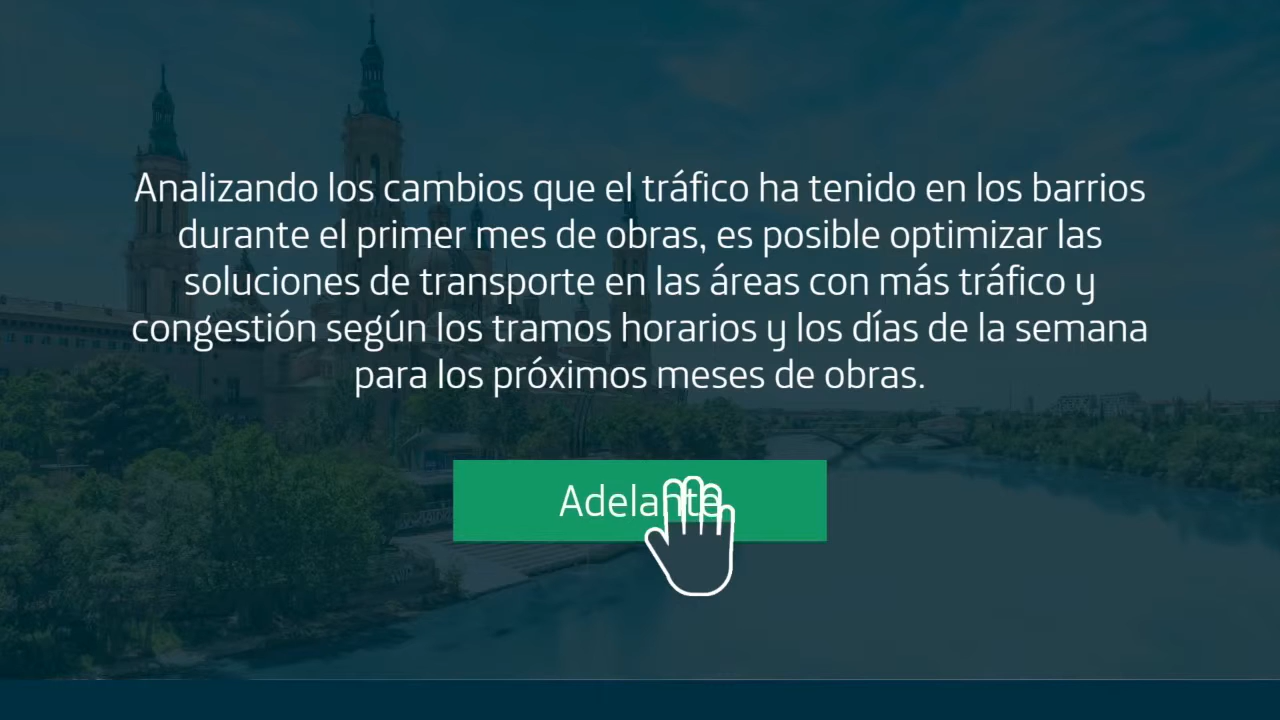 Analizando los cambios que el tráfico ha tenido en los barrios
durante el primer mes de obras, es posible optimizar las
soluciones de transporte en las áreas con más tráfico y
congestión según los tramos horarios y los días de la semana
para los próximos meses de obras.
Adelante